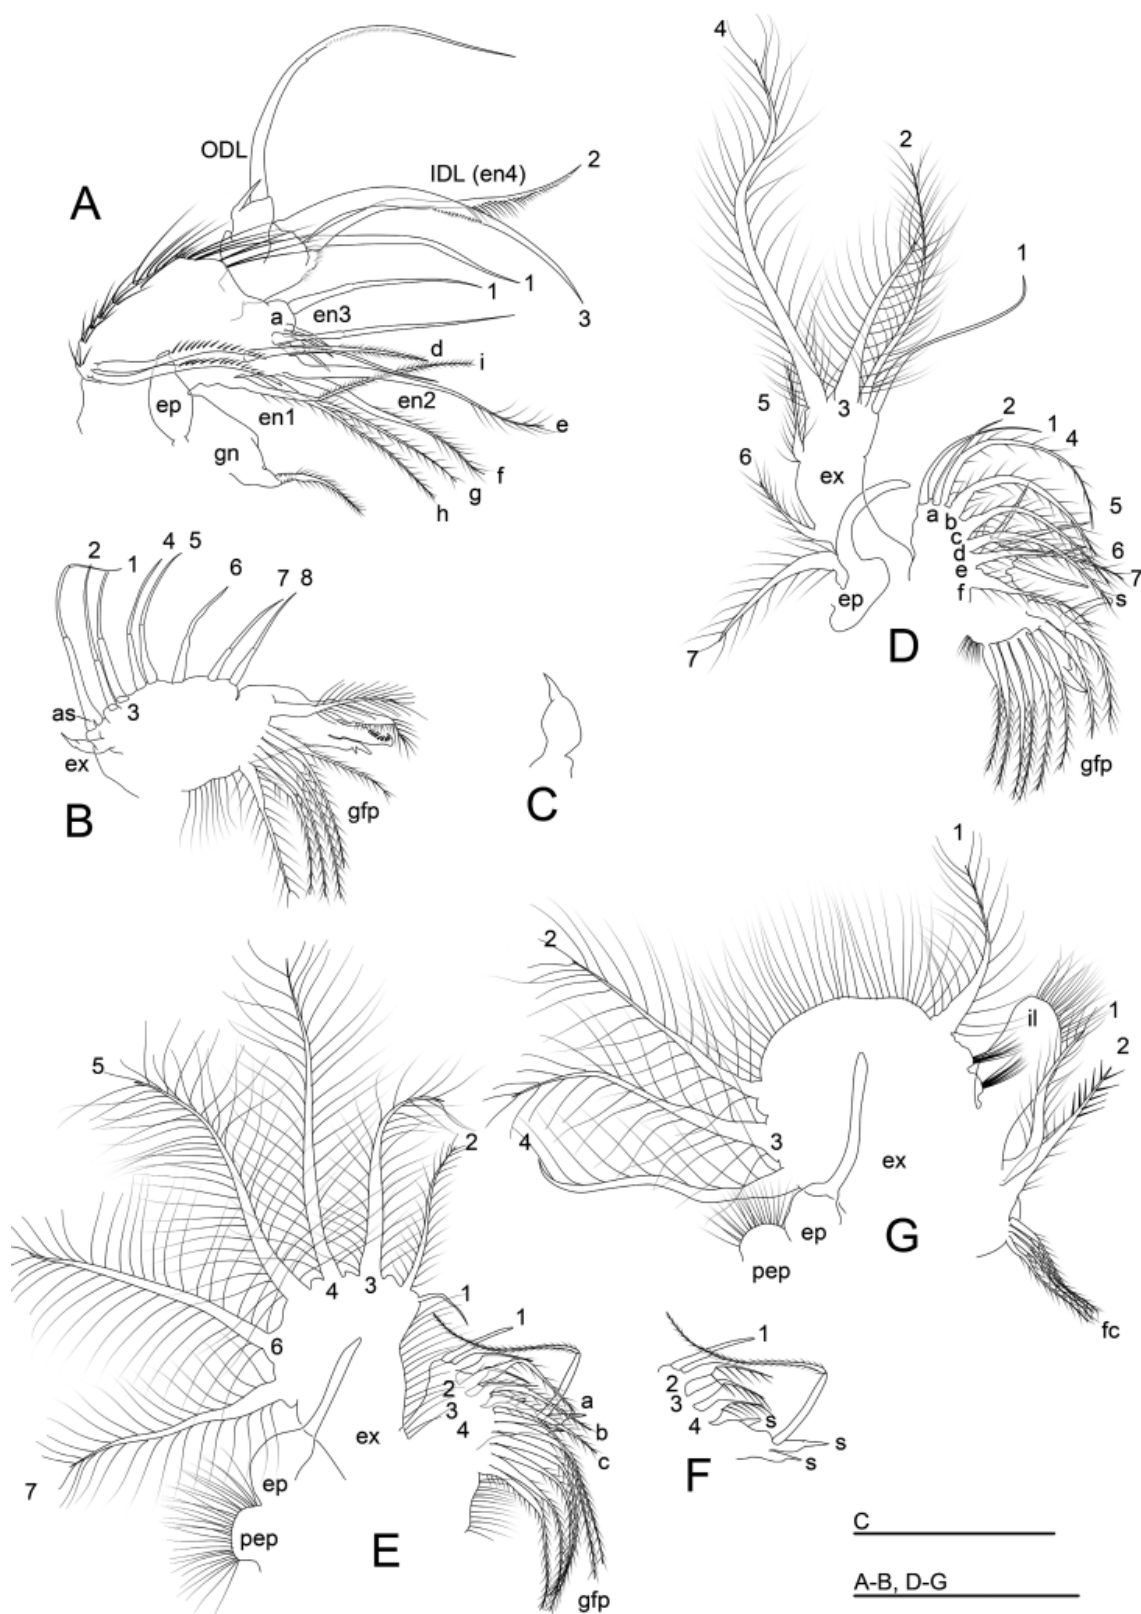 A
ODL
IDL (en4)
2
1
1
3
a
en3
d
i
ep
en1
en2
e
gn
f
g
h
B
2
1
4
5
6
7
8
as
3
ex
gfp
C
D
4
2
1
5
3
6
ex
ep
7
2
1
4
a
b
c
d
e
f
5
6
7
s
gfp
E
5
2
4
3
1
6
1
2
3
4
a
b
c
ex
ep
7
pep
gfp
F
1
2
3
4
s
s
s
G
1
2
il
1
2
3
4
ex
ep
pep
fc
C
A-B, D-G